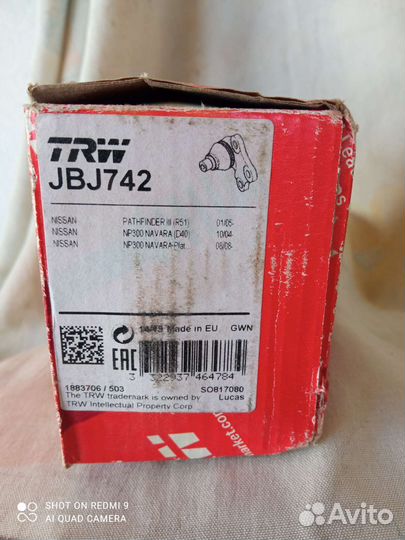 TRW
JBJ742
NISSAN PATHFINDER III (R51) 01/05-
NISSAN NP300 NAVARA (D40) 10/04-
NISSAN NP300 NAVARA-Plat... 08/08-
Made in EU GWN
EAC
3 322937 464784
1883706 / 503 SO817080
The TRW trademark is owned by Lucas
TRW Intellectual Property Corp
market.com
SHOT ON REDMI 9
AI QUAD CAMERA
Avito